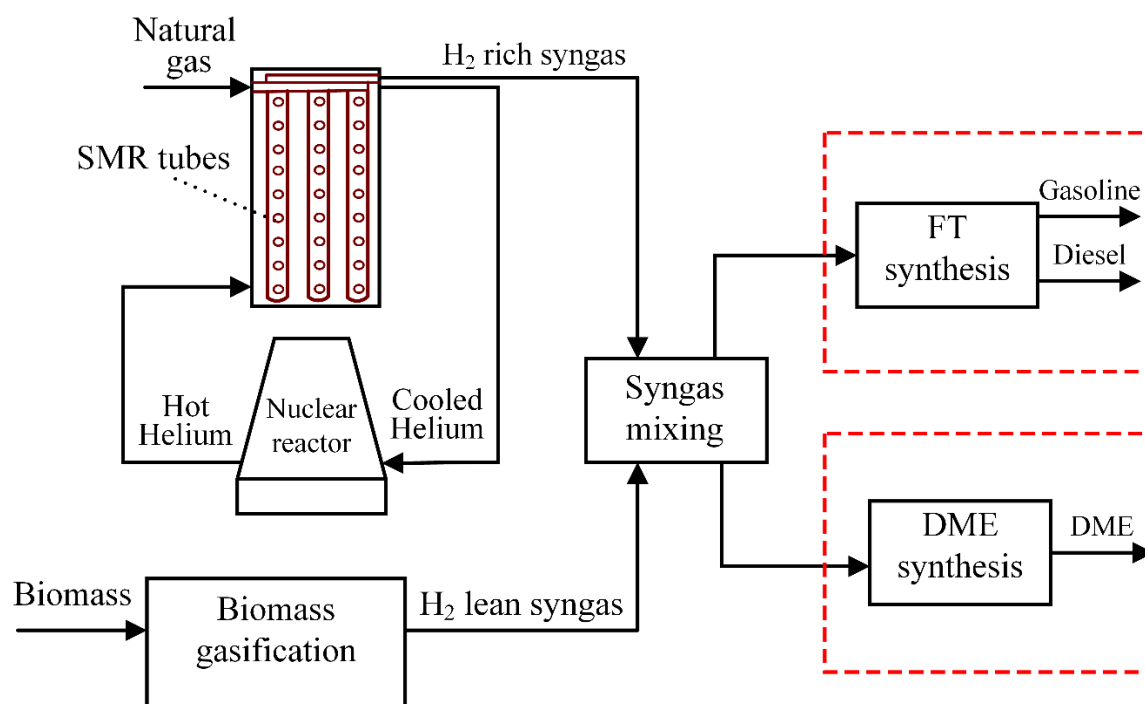 Natural
gas
H₂ rich syngas
SMR tubes
Hot
Helium
Nuclear
reactor
Cooled
Helium
Biomass
Biomass
gasification
H₂ lean syngas
Syngas
mixing
FT
synthesis
Gasoline
Diesel
DME
synthesis
DME